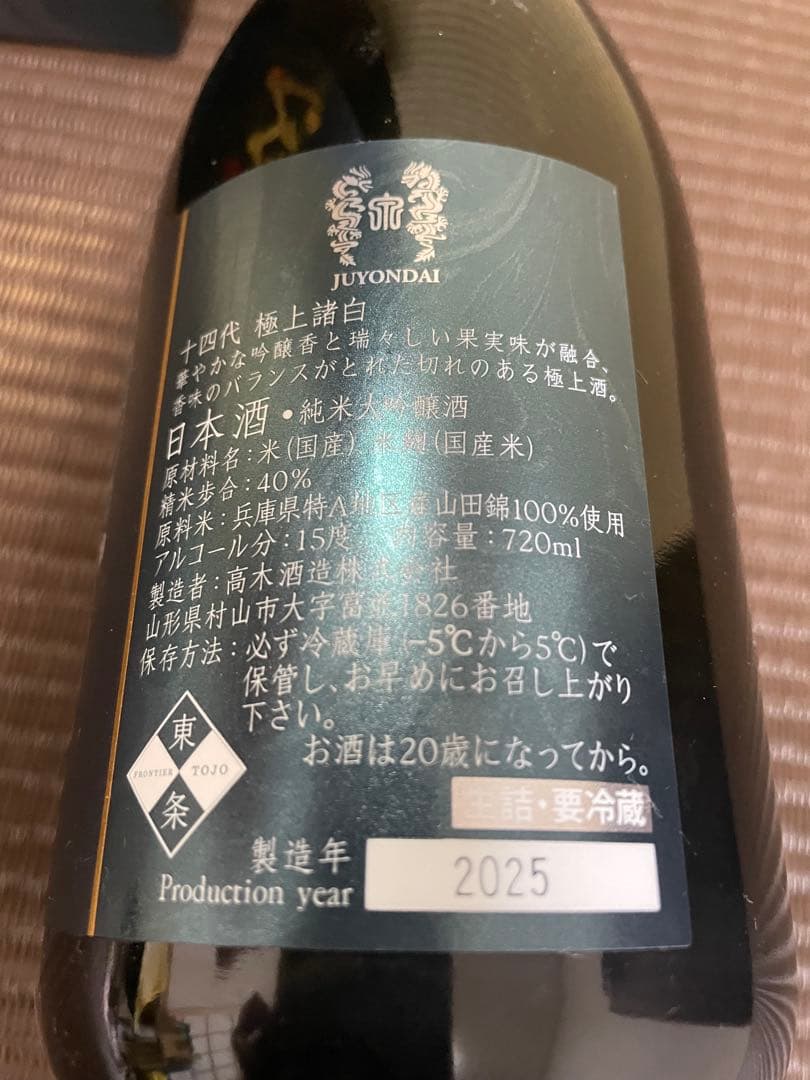 JUYONDAI
十四代 極上諸白
華やかな吟醸香と瑞々しい果実味が融合、
香味のバランスがとれた切れのある極上酒。
日本酒・純米大吟醸酒
原材料名:米(国産) 米麹(国産米)
精米歩合:40%
原料米:兵庫県特A地区産山田錦100%使用
アルコール分:15度 内容量:720ml
製造者:高木酒造株式会社
山形県村山市大字富並1826番地
保存方法:必ず冷蔵庫(-5℃から5℃)で
保管し、お早めにお召し上がり
下さい。
東
FRONTIER TOJO
条
お酒は20歳になってから。
生詰・要冷蔵
製造年
Production year
2025